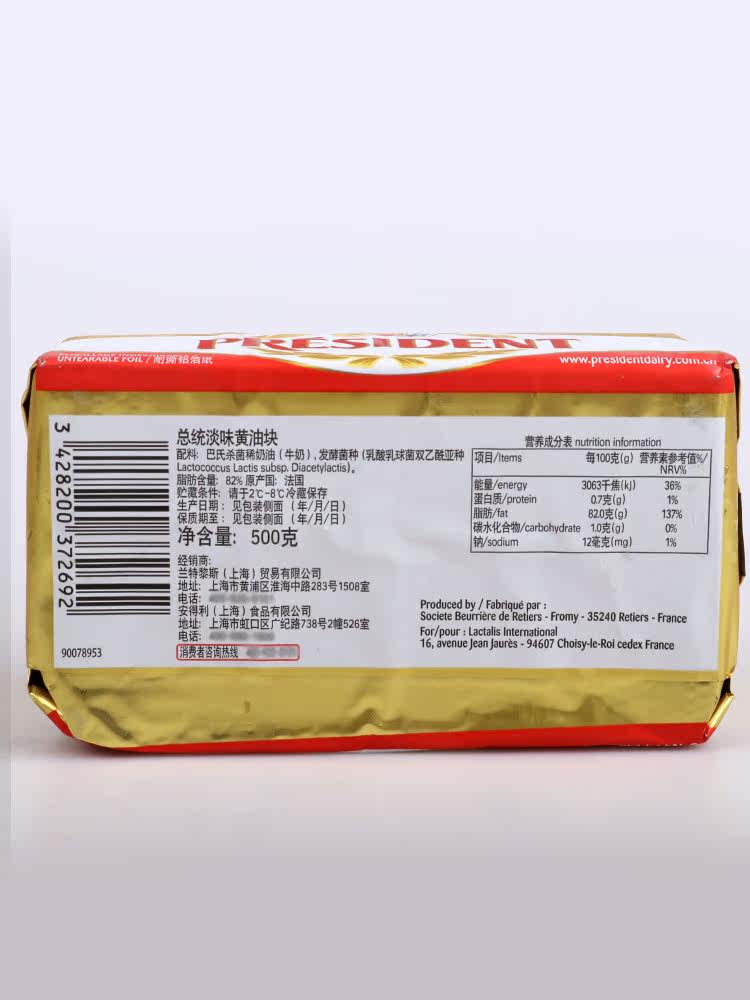 PRESIDENT
UNTEARABLE FOIL / 耐撕铝箔纸
www.presidentdairy.com.cn
3 428200 372692
90078953
总统淡味黄油块
配料: 巴氏杀菌稀奶油 (牛奶), 发酵菌种 (乳酸乳球菌双乙酰亚种
Lactococcus Lactis subsp. Diacetylactis)。
脂肪含量: 82% 原产国: 法国
贮藏条件: 请于2℃-8℃冷藏保存
生产日期: 见包装侧面 (年/月/日)
保质期至: 见包装侧面 (年/月/日)
净含量: 500克
经销商:
兰特黎斯 (上海) 贸易有限公司
地址: 上海市黄浦区淮海中路283号1508室
电话:
安得利 (上海) 食品有限公司
地址: 上海市虹口区广纪路738号2幢526室
电话:
消费者咨询热线
营养成分表 nutrition information
项目/Items 每100克(g) 营养素参考值%/
NRV%
能量/energy 3063千焦(kJ) 36%
蛋白质/protein 0.7克(g) 1%
脂肪/fat 82.0克(g) 137%
碳水化合物/carbohydrate 1.0克(g) 0%
钠/sodium 12毫克(mg) 1%
Produced by / Fabriqué par :
Societe Beurrière de Retiers - Fromy - 35240 Retiers - France
For/pour : Lactalis International
16, avenue Jean Jaurès - 94607 Choisy-le-Roi cedex France